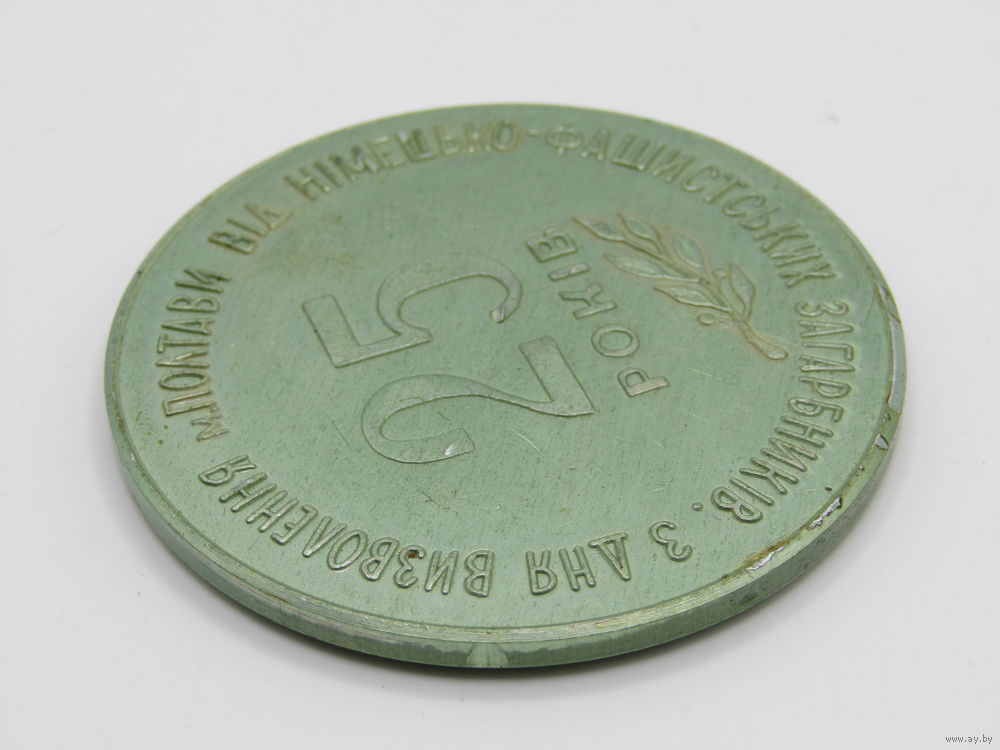 25
РОКІВ
З ДНЯ ВИЗВОЛЕННЯ м.ПОЛТАВИ ВІД НІМЕЦЬКО-ФАШИСТСЬКИХ ЗАГАРБНИКІВ.
www.ay.by